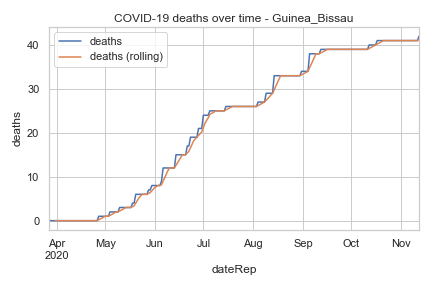 COVID-19 deaths over time - Guinea_Bissau
deaths
deaths (rolling)
40
30
20
10
0
deaths
Apr May Jun Jul Aug Sep Oct Nov
2020
dateRep